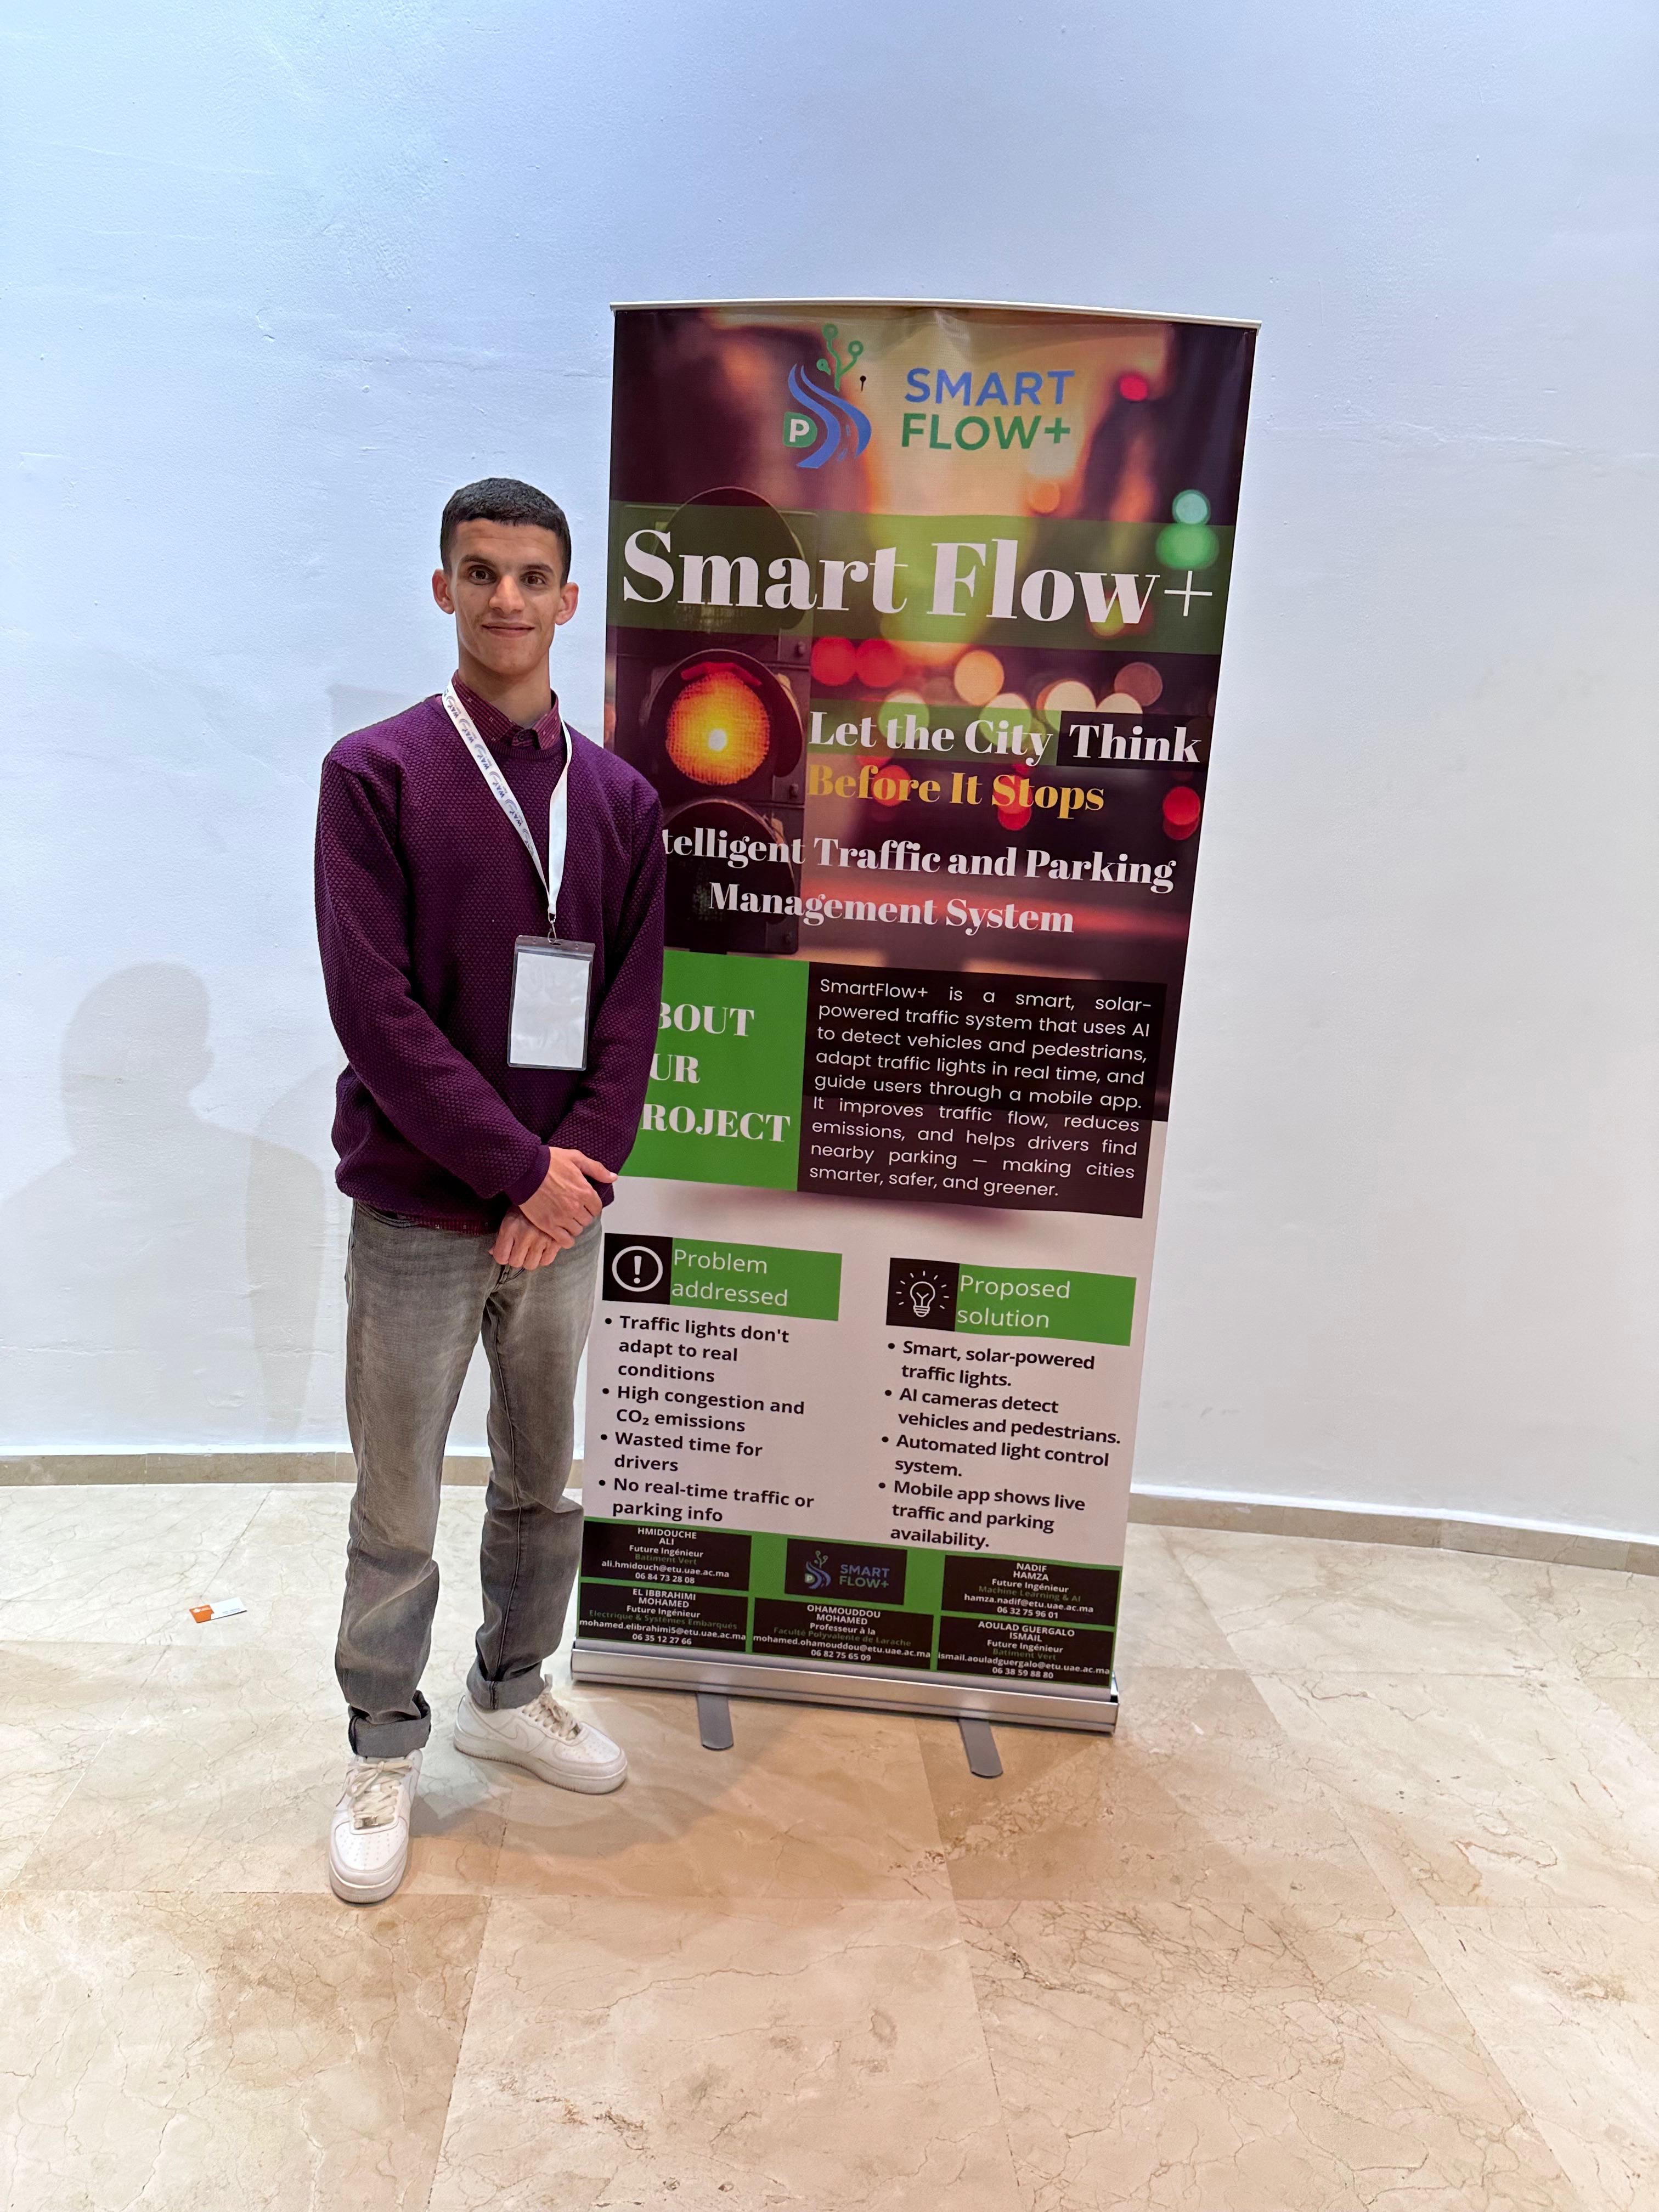 SMART
FLOW+
P
Smart Flow+
Let the City Think
Before It Stops
telligent Traffic and Parking
Management System
BOUT
UR
ROJECT
SmartFlow+ is a smart, solar-
powered traffic system that uses AI
to detect vehicles and pedestrians,
adapt traffic lights in real time, and
guide users through a mobile app.
It improves traffic flow, reduces
emissions, and helps drivers find
nearby parking — making cities
smarter, safer, and greener.
Problem
addressed
• Traffic lights don't
adapt to real
conditions
• High congestion and
CO₂ emissions
• Wasted time for
drivers
• No real-time traffic or
parking info
Proposed
solution
• Smart, solar-powered
traffic lights.
• AI cameras detect
vehicles and pedestrians.
• Automated light control
system.
• Mobile app shows live
traffic and parking
availability.
HMIDOUCHE
ALI
Future Ingénieur
Batiment Vert
ali.hmidouch@etu.uae.ac.ma
06 84 73 28 08
EL IBBRAHIMI
MOHAMED
Future Ingénieur
Electrique & Systèmes Embarqués
mohamed.elibrahimi5@etu.uae.ac.ma
06 35 12 27 66
SMART
FLOW+
OHAMOUDDOU
MOHAMED
Professeur à la
Faculté Polyvalente de Larache
mohamed.ohamouddou@etu.uae.ac.ma
06 82 75 65 09
NADIF
HAMZA
Future Ingénieur
Machine Learning & AI
hamza.nadif@etu.uae.ac.ma
06 32 75 96 01
AOULAD GUERGALO
ISMAIL
Future Ingénieur
Batiment Vert
ismail.aouladguergalo@etu.uae.ac.ma
06 38 59 88 80